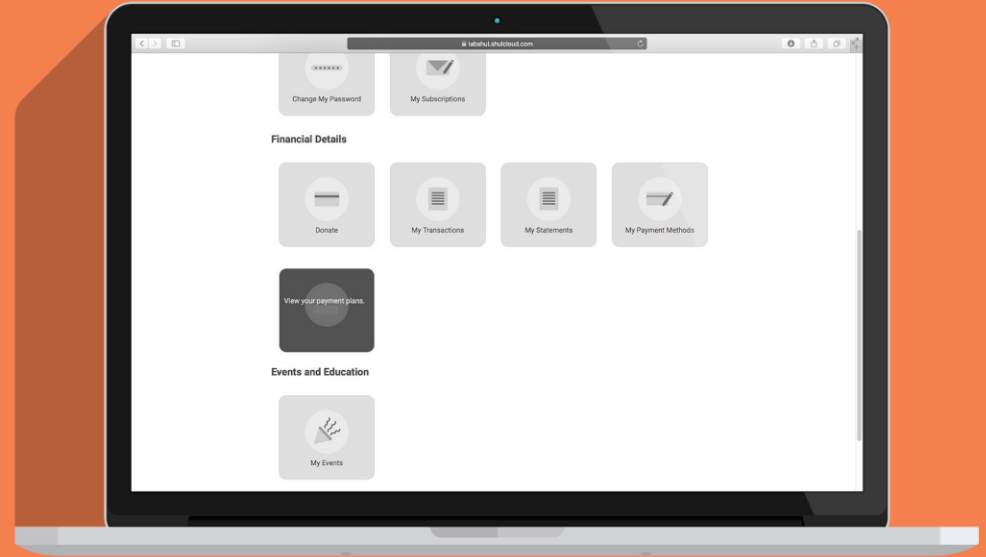 labshul.shulcloud.com
Change My Password
My Subscriptions
Financial Details
Donate
My Transactions
My Statements
My Payment Methods
View your payment plans.
Events and Education
My Events